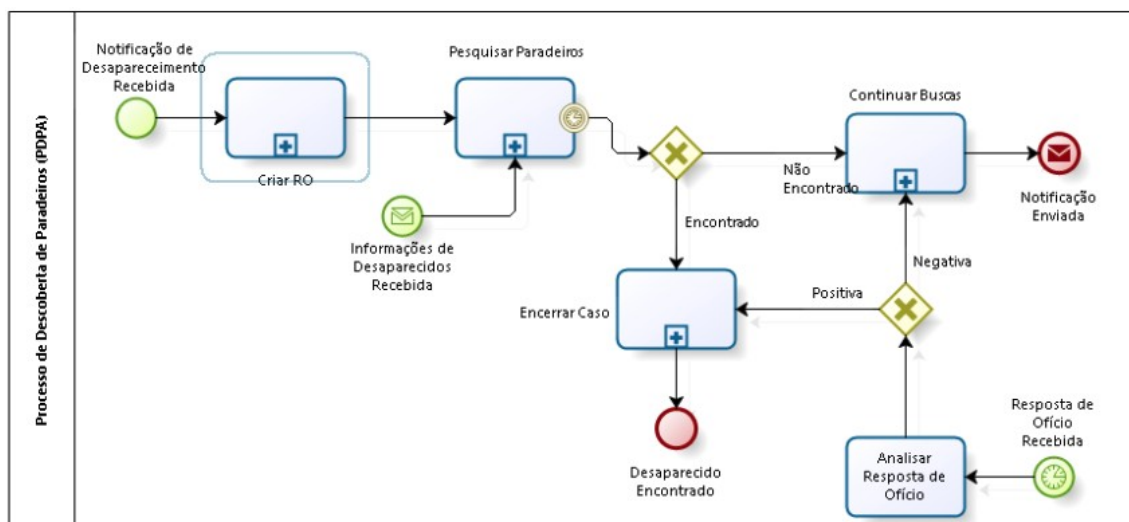 Processo de Descoberta de Paradeiros (PDPA)
Notificação de
Desapareceimento
Recebida
Criar RO
Pesquisar Paradeiros
Informações de
Desaparecidos
Recebida
Não
Encontrado
Encontrado
Continuar Buscas
Notificação
Enviada
Encerrar Caso
Positiva
Negativa
Desaparecido
Encontrado
Analisar
Resposta de
Ofício
Resposta de
Ofício
Recebida